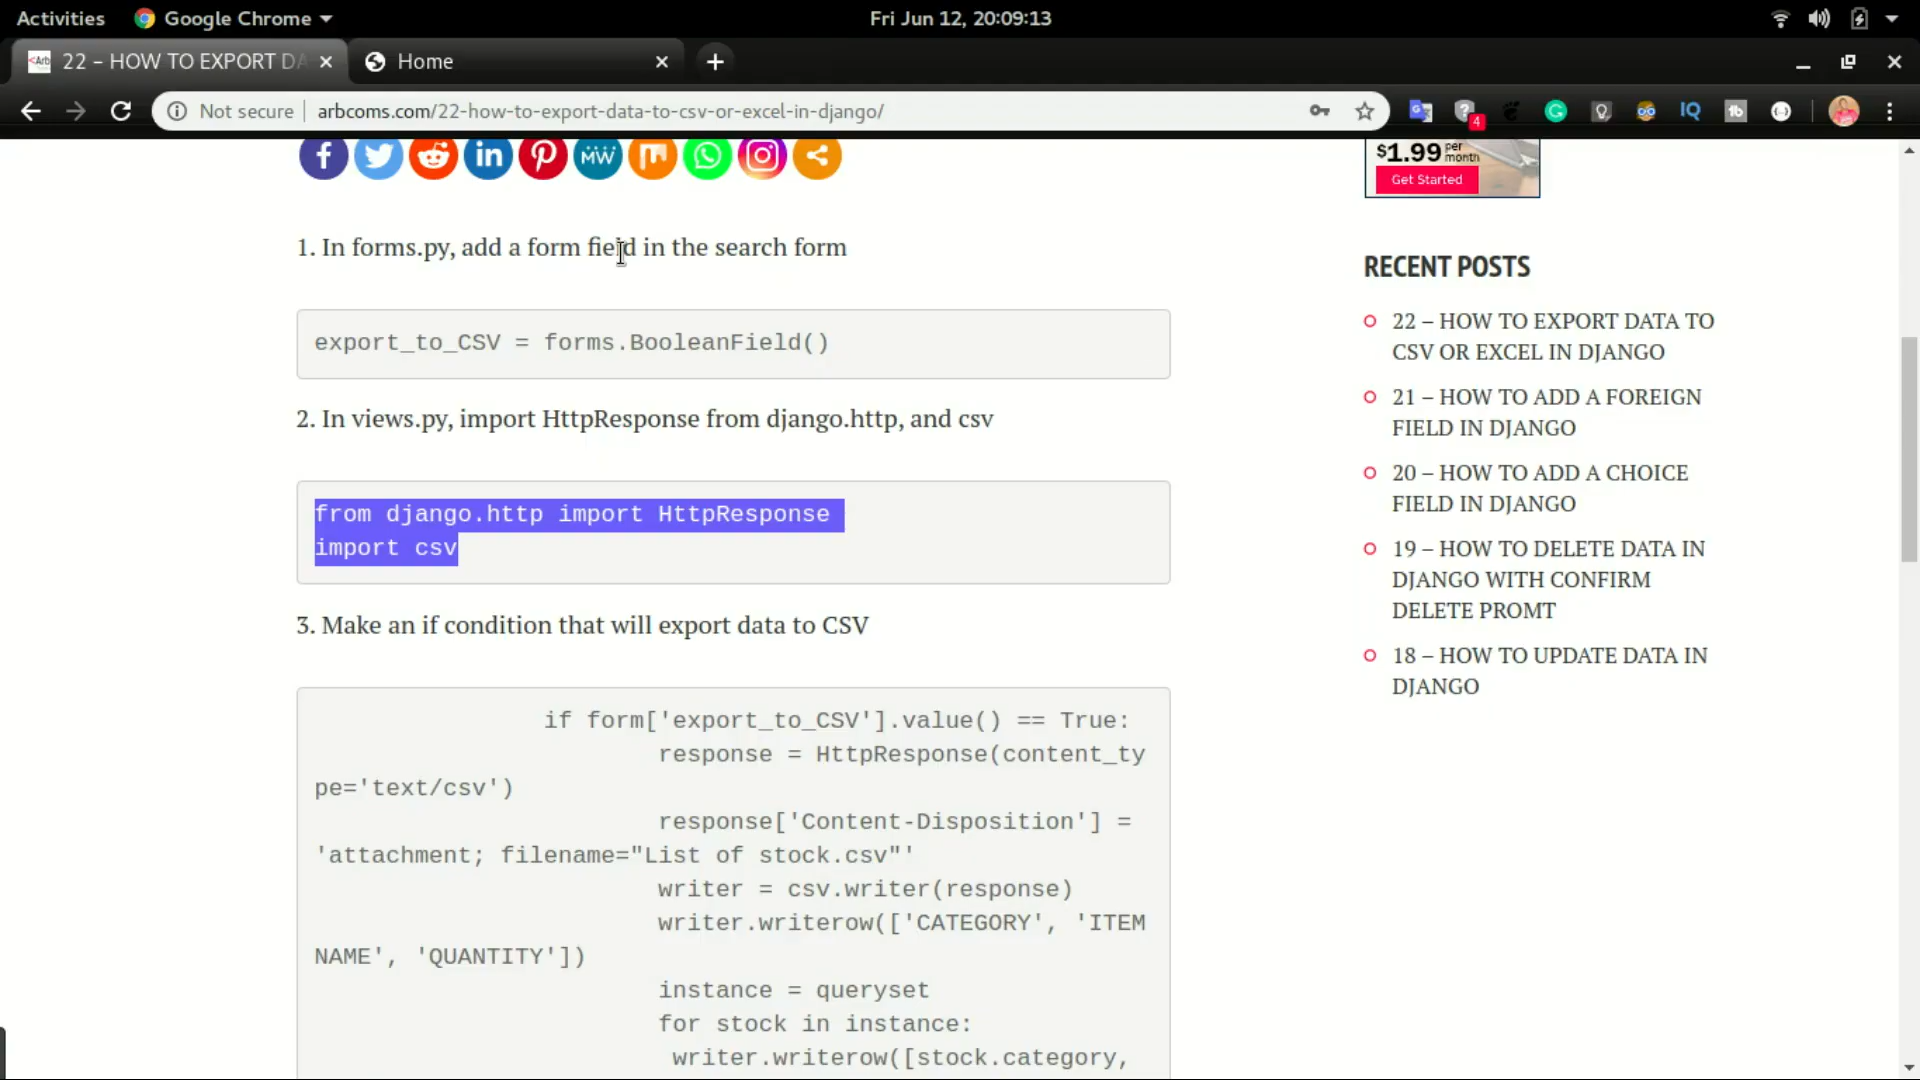 Activities Google Chrome Fri Jun 12, 20:09:13
22 – HOW TO EXPORT DA Home
Not secure arbcoms.com/22-how-to-export-data-to-csv-or-excel-in-django/ 4 IQ
$1.99 per month
Get Started
1. In forms.py, add a form field in the search form
export_to_CSV = forms.BooleanField()
2. In views.py, import HttpResponse from django.http, and csv
from django.http import HttpResponse
import csv
3. Make an if condition that will export data to CSV
if form['export_to_CSV'].value() == True:
response = HttpResponse(content_ty
pe='text/csv')
response['Content-Disposition'] =
'attachment; filename="List of stock.csv"'
writer = csv.writer(response)
writer.writerow(['CATEGORY', 'ITEM
NAME', 'QUANTITY'])
instance = queryset
for stock in instance:
writer.writerow([stock.category,
RECENT POSTS
22 – HOW TO EXPORT DATA TO
CSV OR EXCEL IN DJANGO
21 – HOW TO ADD A FOREIGN
FIELD IN DJANGO
20 – HOW TO ADD A CHOICE
FIELD IN DJANGO
19 – HOW TO DELETE DATA IN
DJANGO WITH CONFIRM
DELETE PROMT
18 – HOW TO UPDATE DATA IN
DJANGO